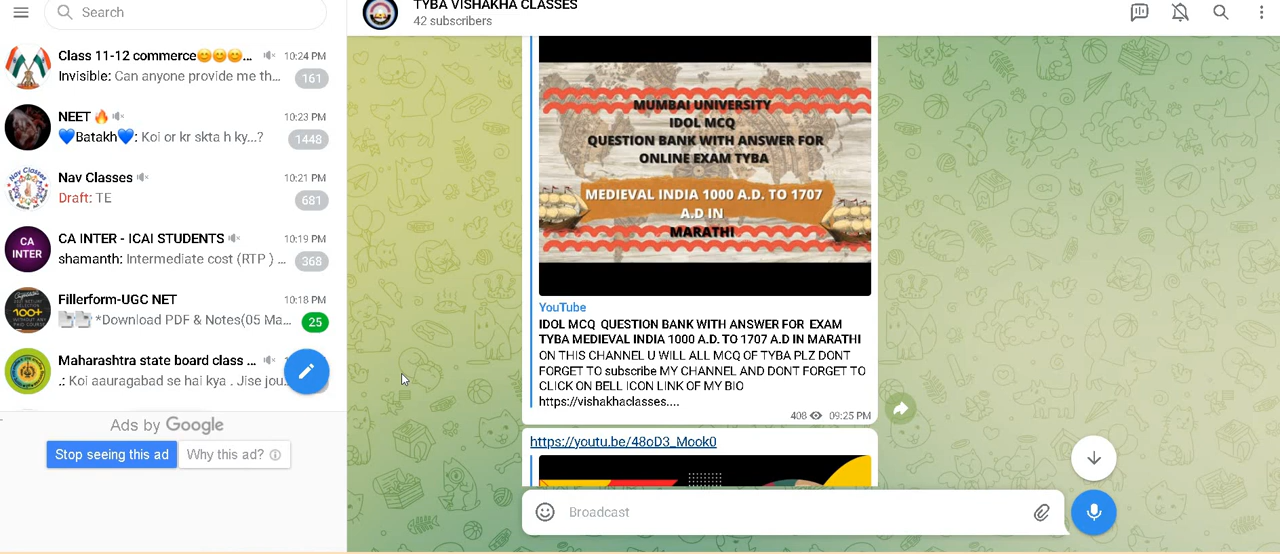 Search
Class 11-12 commerce😊😊😊...
10:24 PM
Invisible: Can anyone provide me th...
161
NEET 🔥
10:23 PM
💙Batakh💙: Koi or kr skta h ky...?
1448
Nav Classes
10:21 PM
Draft: TE
681
CA INTER
CA INTER - ICAI STUDENTS
10:19 PM
shamanth: Intermediate cost (RTP ) ...
368
100+
Fillerform-UGC NET
10:18 PM
*Download PDF & Notes(05 Ma...
25
Maharashtra state board class ...
.: Koi aauragabad se hai kya . Jise jou...
Ads by Google
Stop seeing this ad
Why this ad?
TYBA VISHAKHA CLASSES
42 subscribers
MUMBAI UNIVERSITY
IDOL MCQ
QUESTION BANK WITH ANSWER FOR
ONLINE EXAM TYBA
MEDIEVAL INDIA 1000 A.D. TO 1707
A.D IN
MARATHI
YouTube
IDOL MCQ QUESTION BANK WITH ANSWER FOR EXAM
TYBA MEDIEVAL INDIA 1000 A.D. TO 1707 A.D IN MARATHI
ON THIS CHANNEL U WILL ALL MCQ OF TYBA PLZ DONT
FORGET TO subscribe MY CHANNEL AND DONT FORGET TO
CLICK ON BELL ICON LINK OF MY BIO
https://vishakhaclasses....
408
09:25 PM
https://youtu.be/48oD3_Mook0
Broadcast